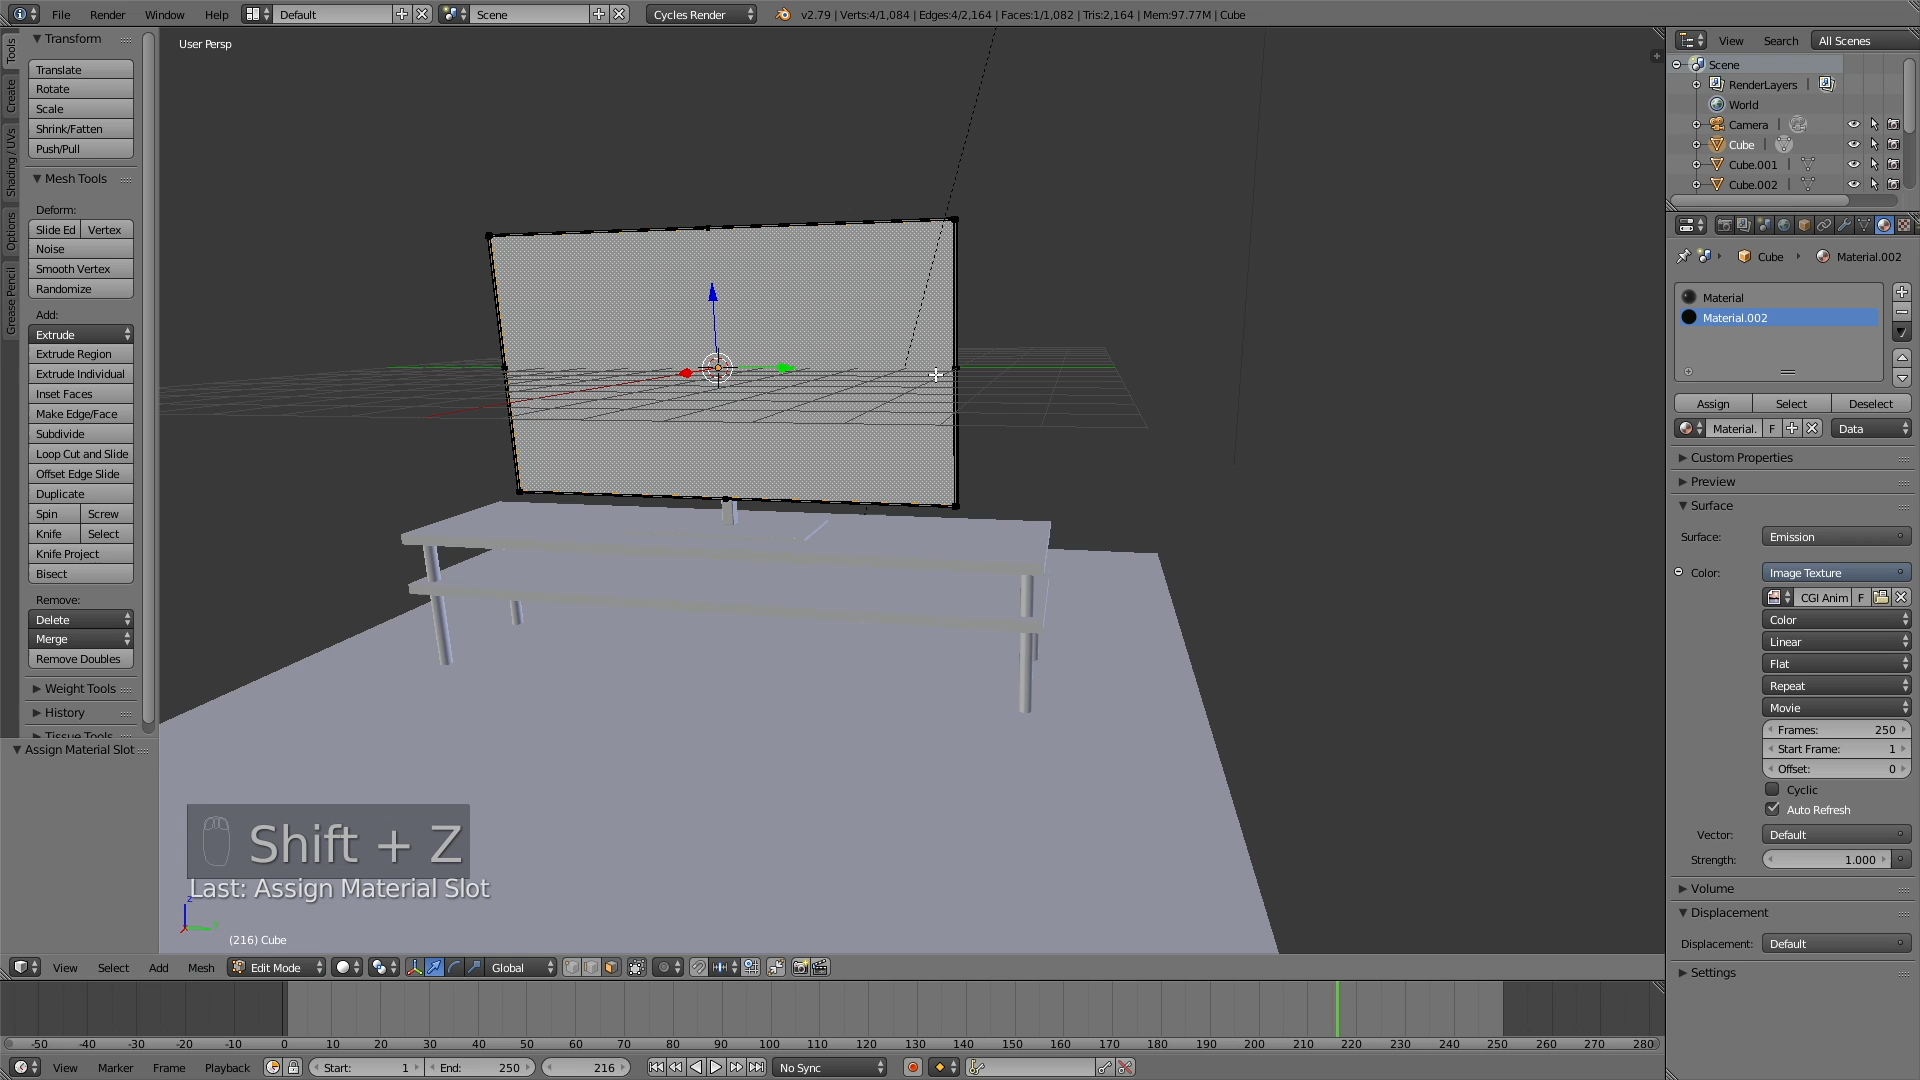 File Render Window Help Default Scene Cycles Render v2.79 | Verts:4/1,084 | Edges:4/2,164 | Faces:1/1,082 | Tris:2,164 | Mem:97.77M | Cube
Tools
Create
Shading / UVs
Options
Grease Pencil
Transform
Translate
Rotate
Scale
Shrink/Fatten
Push/Pull
Mesh Tools
Deform:
Slide Ed Vertex
Noise
Smooth Vertex
Randomize
Add:
Extrude
Extrude Region
Extrude Individual
Inset Faces
Make Edge/Face
Subdivide
Loop Cut and Slide
Offset Edge Slide
Duplicate
Spin Screw
Knife Select
Knife Project
Bisect
Remove:
Delete
Merge
Remove Doubles
Weight Tools
History
Tissue Tools
Assign Material Slot
User Persp
Shift + Z
Last: Assign Material Slot
z
y
(216) Cube
View Search All Scenes
Scene
RenderLayers |
World
Camera |
Cube |
Cube.001 |
Cube.002 |
Cube Material.002
Material
Material.002
Assign Select Deselect
Material. F Data
Custom Properties
Preview
Surface
Surface: Emission
Color: Image Texture
CGI Anim F
Color
Linear
Flat
Repeat
Movie
Frames: 250
Start Frame: 1
Offset: 0
Cyclic
Auto Refresh
Vector: Default
Strength: 1.000
Volume
Displacement
Displacement: Default
Settings
View Select Add Mesh Edit Mode Global
-50 -40 -30 -20 -10 0 10 20 30 40 50 60 70 80 90 100 110 120 130 140 150 160 170 180 190 200 210 220 230 240 250 260 270 280
View Marker Frame Playback Start: 1 End: 250 216 No Sync